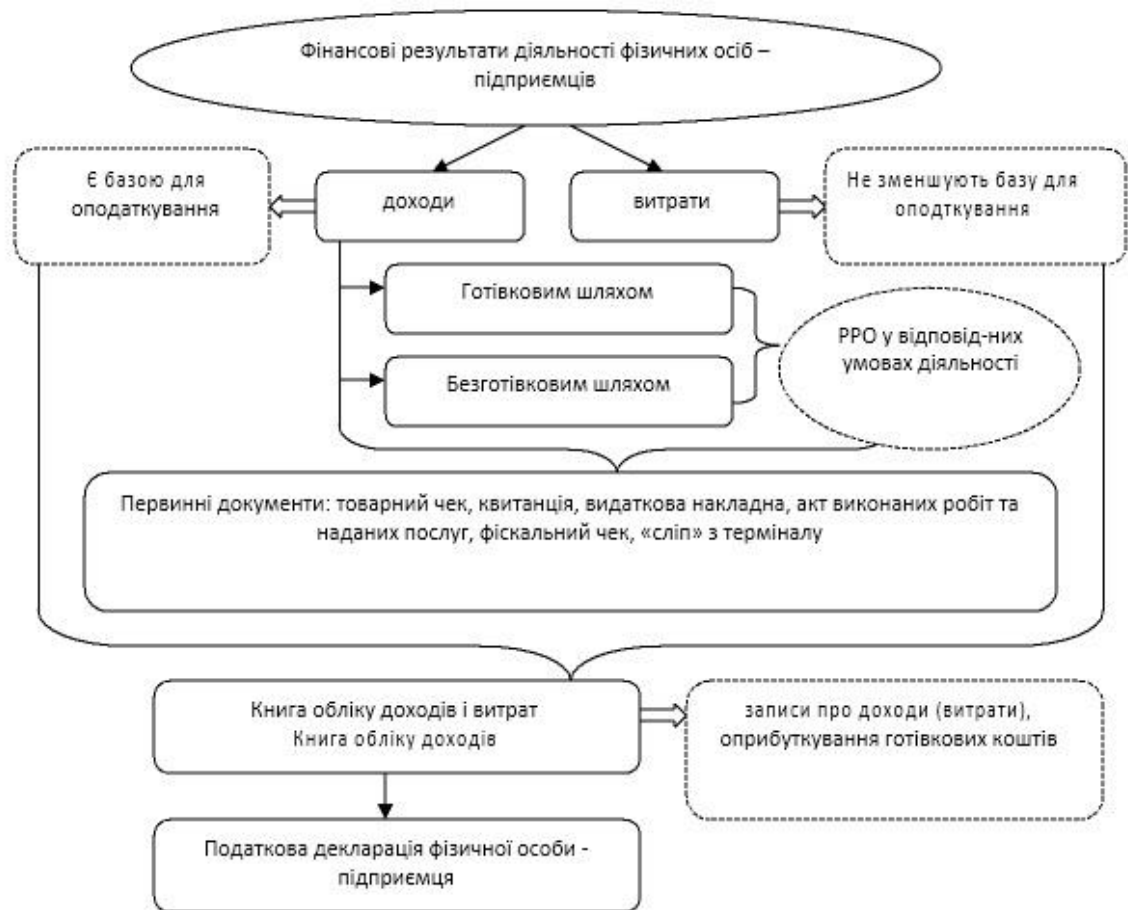 Фінансові результати діяльності фізичних осіб –
підприємців
Є базою для
оподаткування
доходи
витрати
Не зменшують базу для
оподткування
Готівковим шляхом
Безготівковим шляхом
РРО у відповід-них
умовах діяльності
Первинні документи: товарний чек, квитанція, видаткова накладна, акт виконаних робіт та
наданих послуг, фіскальний чек, «сліп» з терміналу
Книга обліку доходів і витрат
Книга обліку доходів
записи про доходи (витрати),
оприбуткування готівкових коштів
Податкова декларація фізичної особи -
підприємця